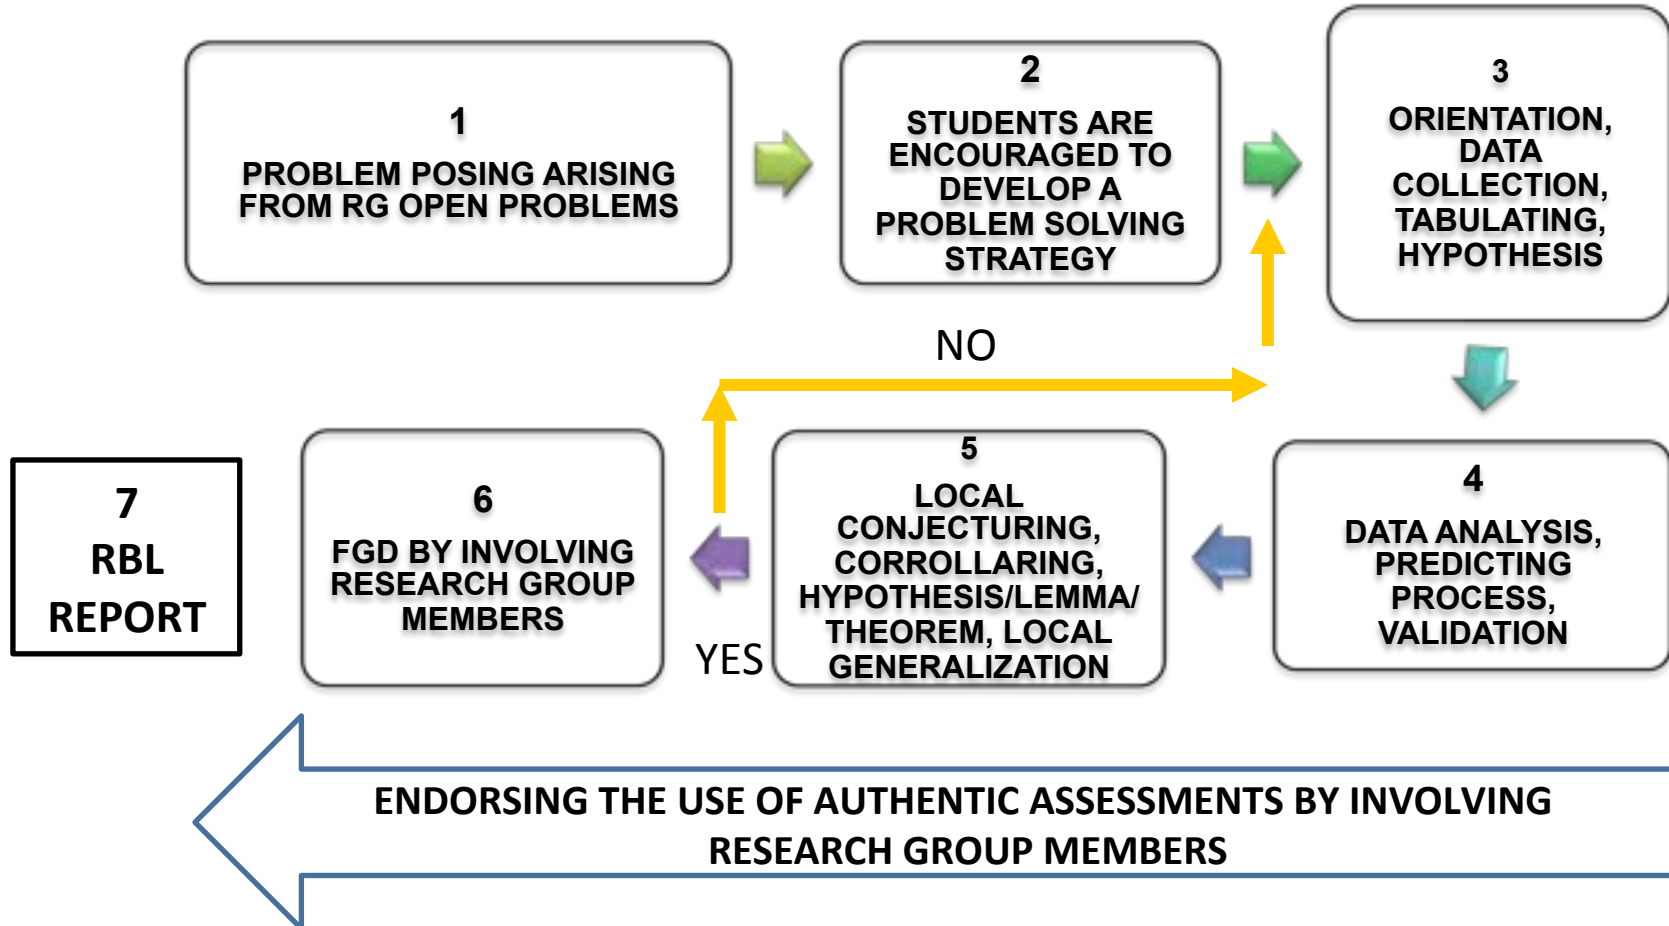 1
PROBLEM POSING ARISING
FROM RG OPEN PROBLEMS
2
STUDENTS ARE
ENCOURAGED TO
DEVELOP A
PROBLEM SOLVING
STRATEGY
3
ORIENTATION,
DATA
COLLECTION,
TABULATING,
HYPOTHESIS
NO
4
DATA ANALYSIS,
PREDICTING
PROCESS,
VALIDATION
5
LOCAL
CONJECTURING,
CORROLLARING,
HYPOTHESIS/LEMMA/
THEOREM, LOCAL
GENERALIZATION
YES
6
FGD BY INVOLVING
RESEARCH GROUP
MEMBERS
7
RBL
REPORT
ENDORSING THE USE OF AUTHENTIC ASSESSMENTS BY INVOLVING
RESEARCH GROUP MEMBERS